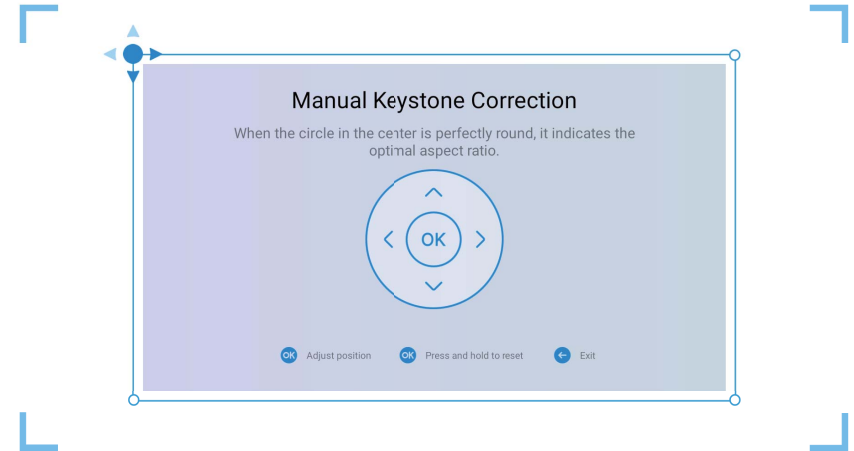 Manual Keystone Correction
When the circle in the center is perfectly round, it indicates the
optimal aspect ratio.
OK
OK Adjust position OK Press and hold to reset Exit